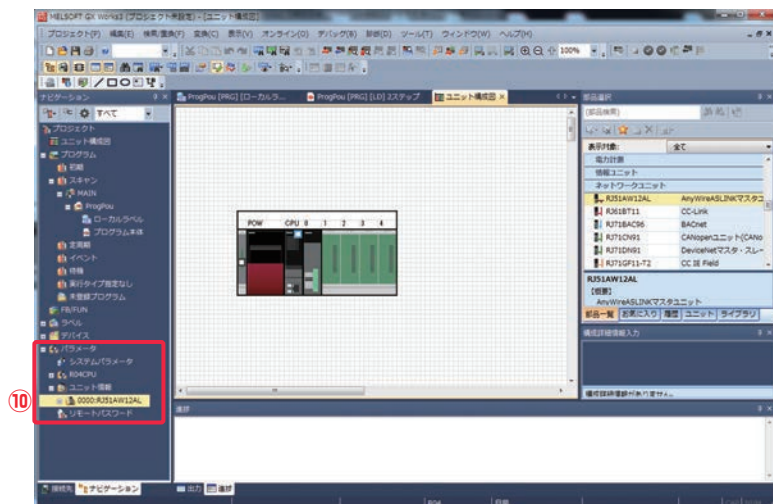 MELSOFT GX Works3 (プロジェクト未設定) - [ユニット構成図]
プロジェクト(P) 編集(E) 検索/置換(F) 変換(C) 表示(V) オンライン(O) デバッグ(B) 診断(D) ツール(T) ウィンドウ(W) ヘルプ(H)
100%
ナビゲーション
すべて
プロジェクト
ユニット構成図
プログラム
初期
スキャン
MAIN
ProgPou
ローカルラベル
プログラム本体
定周期
イベント
待機
実行タイプ指定なし
未登録プログラム
FB/FUN
ラベル
デバイス
パラメータ
システムパラメータ
R04CPU
ユニット情報
0000:RJ51AW12AL
リモートパスワード
⑩
接続先 ナビゲーション
ProgPou [PRG] [ローカルラ... ProgPou [PRG] [LD] 2ステップ ユニット構成図
POW CPU 0 1 2 3 4
進捗
出力 進捗
部品選択
(部品検索)
表示対象: 全て
電力計測
情報ユニット
ネットワークユニット
RJ51AW12AL AnyWireASLINKマスタユ
RJ61BT11 CC-Link
RJ71BAC96 BACnet
RJ71CN91 CANopenユニット(CANo
RJ71DN91 DeviceNetマスタ・スレー
RJ71GF11-T2 CC IE Field
RJ51AW12AL
[概要]
AnyWireASLINKマスタユニット
部品一覧 お気に入り 履歴 ユニット ライブラリ
構成詳細情報入力
構成詳細情報がありません。
R04